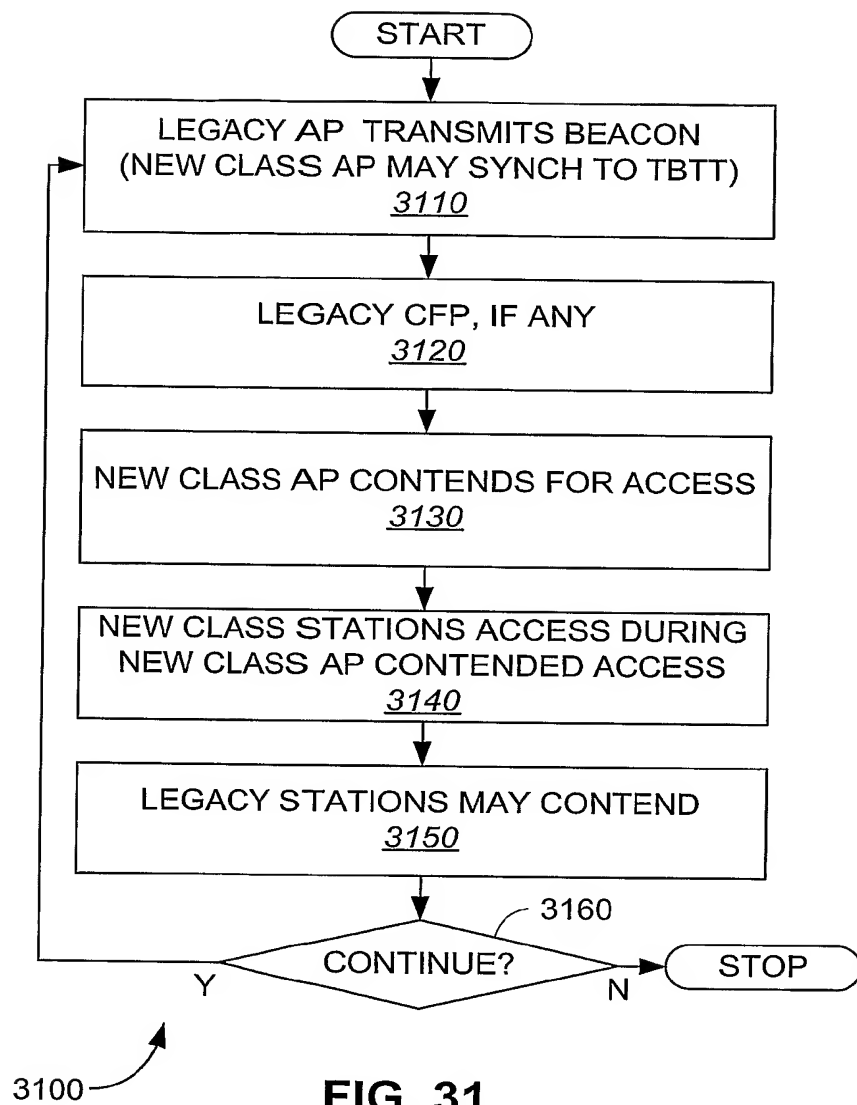 START
LEGACY AP TRANSMITS BEACON
(NEW CLASS AP MAY SYNCH TO TBTT)
3110
LEGACY CFP, IF ANY
3120
NEW CLASS AP CONTENDS FOR ACCESS
3130
NEW CLASS STATIONS ACCESS DURING
NEW CLASS AP CONTENDED ACCESS
3140
LEGACY STATIONS MAY CONTEND
3150
3160
CONTINUE?
Y
N
STOP
3100
FIG. 31